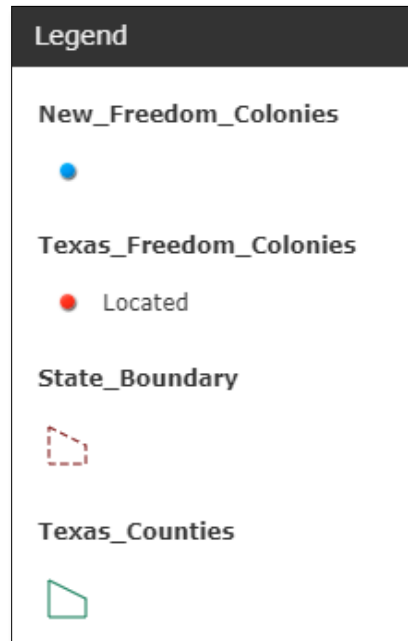 Legend
New_Freedom_Colonies
Texas_Freedom_Colonies
Located
State_Boundary
Texas_Counties